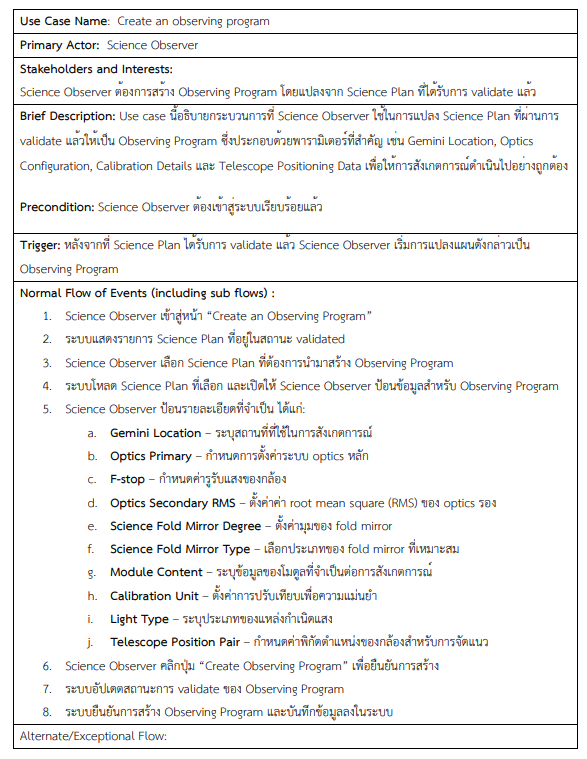 Use Case Name:  Create an observing program
Primary Actor:  Science Observer
Stakeholders and Interests:
Science Observer ต้องการสร้าง Observing Program โดยแปลงจาก Science Plan ที่ได้รับการ validate แล้ว
Brief Description: Use case นี้อธิบายกระบวนการที่ Science Observer ใช้ในการแปลง Science Plan ที่ผ่านการ
validate แล้วให้เป็น Observing Program ซึ่งประกอบด้วยพารามิเตอร์ที่สำคัญ เช่น Gemini Location, Optics
Configuration, Calibration Details และ Telescope Positioning Data เพื่อให้การสังเกตการณ์ดำเนินไปอย่างถูกต้อง
Precondition: Science Observer ต้องเข้าสู่ระบบเรียบร้อยแล้ว
Trigger: หลังจากที่ Science Plan ได้รับการ validate แล้ว Science Observer เริ่มการแปลงแผนดังกล่าวเป็น
Observing Program
Normal Flow of Events (including sub flows) :
1. Science Observer เข้าสู่หน้า “Create an Observing Program”
2. ระบบแสดงรายการ Science Plan ที่อยู่ในสถานะ validated
3. Science Observer เลือก Science Plan ที่ต้องการนำมาสร้าง Observing Program
4. ระบบโหลด Science Plan ที่เลือก และเปิดให้ Science Observer ป้อนข้อมูลสำหรับ Observing Program
5. Science Observer ป้อนรายละเอียดที่จำเป็น ได้แก่:
a. Gemini Location – ระบุสถานที่ที่ใช้ในการสังเกตการณ์
b. Optics Primary – กำหนดการตั้งค่าระบบ optics หลัก
c. F-stop – กำหนดค่ารูรับแสงของกล้อง
d. Optics Secondary RMS – ตั้งค่าค่า root mean square (RMS) ของ optics รอง
e. Science Fold Mirror Degree – ตั้งค่ามุมของ fold mirror
f. Science Fold Mirror Type – เลือกประเภทของ fold mirror ที่เหมาะสม
g. Module Content – ระบุข้อมูลของโมดูลที่จำเป็นต่อการสังเกตการณ์
h. Calibration Unit – ตั้งค่าการปรับเทียบเพื่อความแม่นยำ
i. Light Type – ระบุประเภทของแหล่งกำเนิดแสง
j. Telescope Position Pair – กำหนดค่าพิกัดตำแหน่งของกล้องสำหรับการจัดแนว
6. Science Observer คลิกปุ่ม “Create Observing Program” เพื่อยืนยันการสร้าง
7. ระบบอัปเดตสถานะการ validate ของ Observing Program
8. ระบบยืนยันการสร้าง Observing Program และบันทึกข้อมูลลงในระบบ
Alternate/Exceptional Flow: